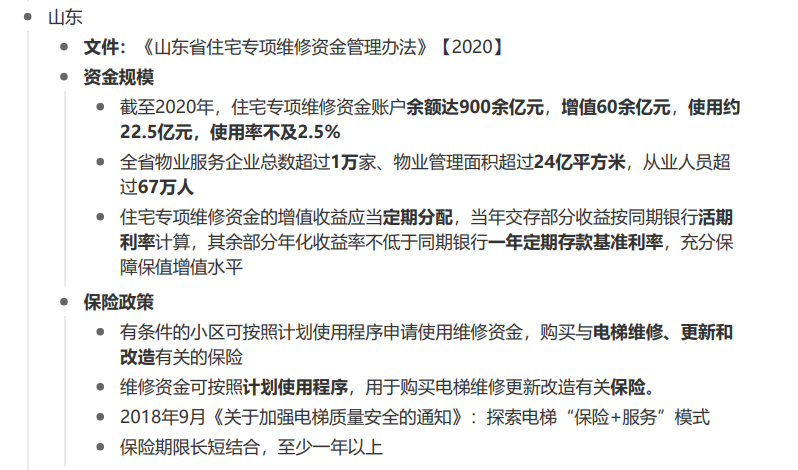 山东
文件：《山东省住宅专项维修资金管理办法》【2020】
资金规模
截至2020年，住宅专项维修资金账户余额达900余亿元，增值60余亿元，使用约
22.5亿元，使用率不及2.5%
全省物业服务企业总数超过1万家、物业管理面积超过24亿平方米，从业人员超
过67万人
住宅专项维修资金的增值收益应当定期分配，当年交存部分收益按同期银行活期
利率计算，其余部分年化收益率不低于同期银行一年定期存款基准利率，充分保
障保值增值水平
保险政策
有条件的小区可按照计划使用程序申请使用维修资金，购买与电梯维修、更新和
改造有关的保险
维修资金可按照计划使用程序，用于购买电梯维修更新改造有关保险。
2018年9月《关于加强电梯质量安全的通知》：探索电梯“保险+服务”模式
保险期限长短结合，至少一年以上